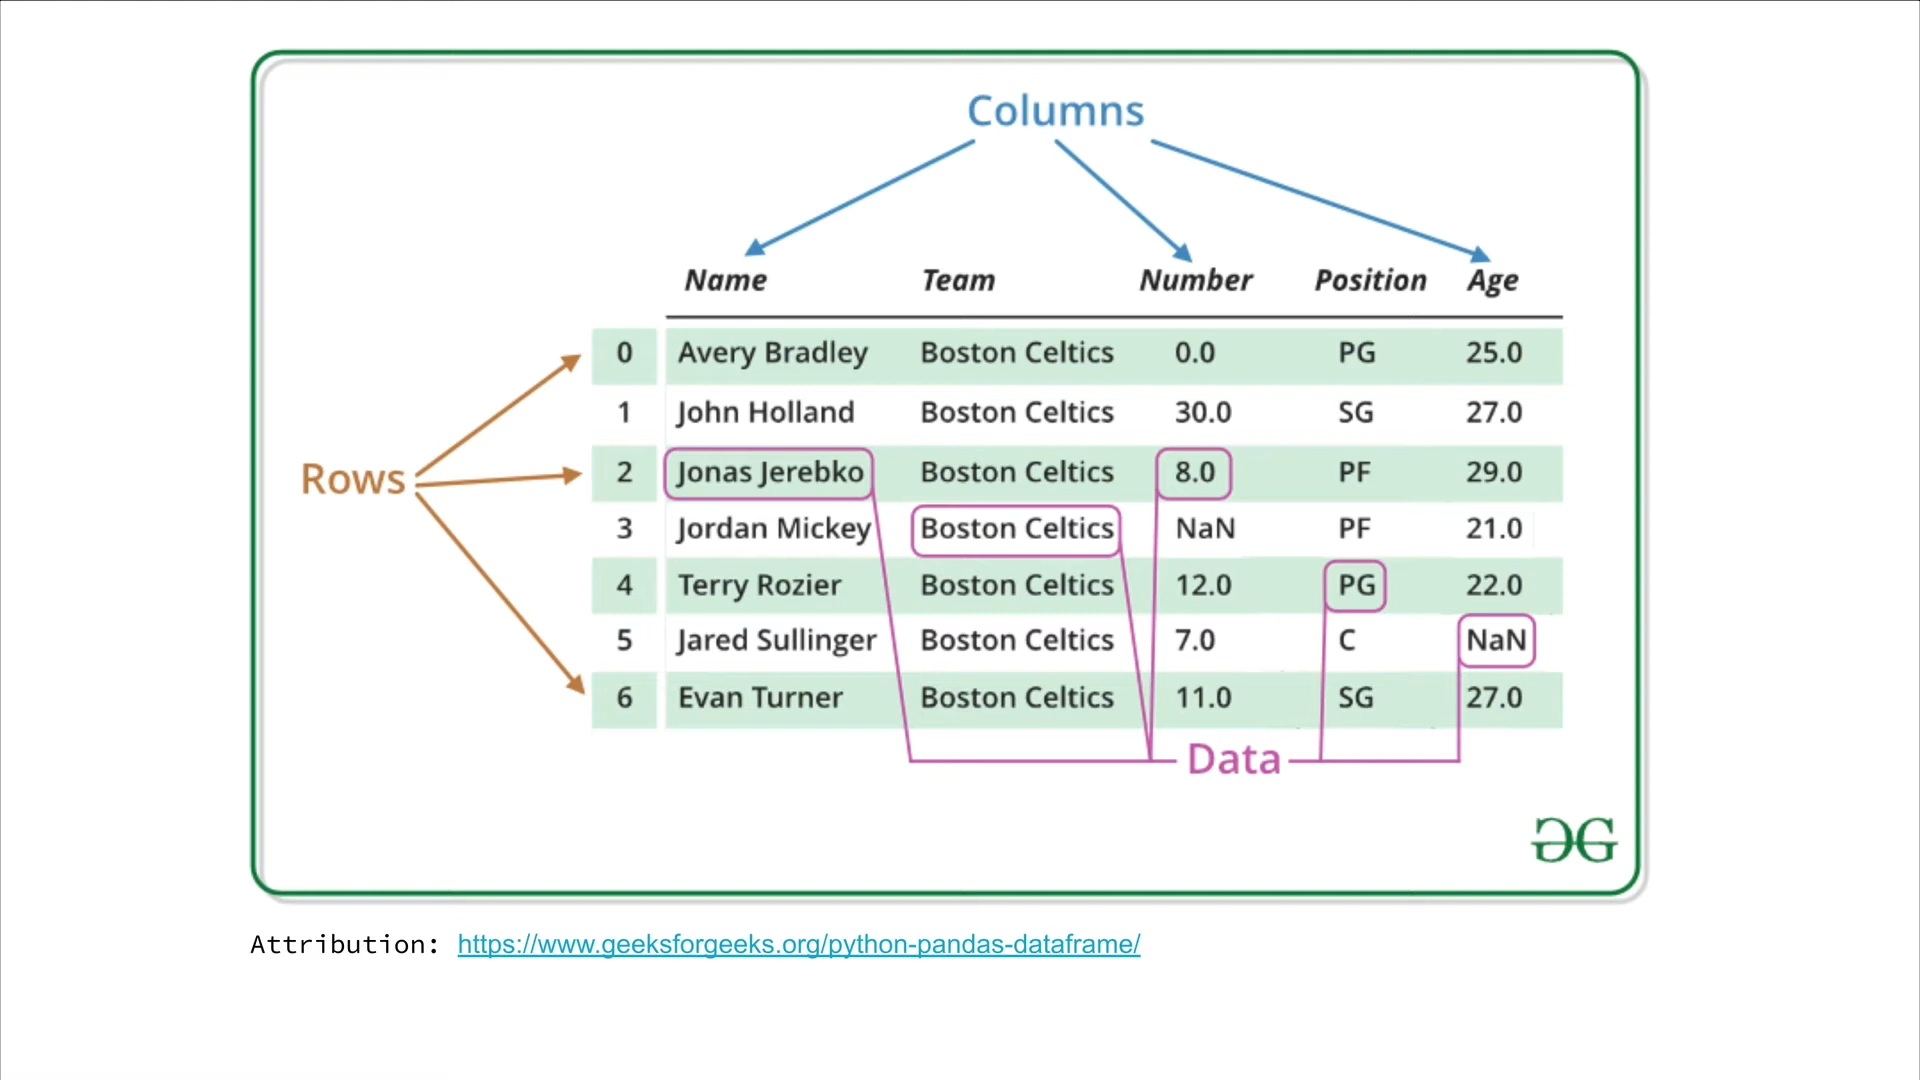 Columns
Name Team Number Position Age
0 Avery Bradley Boston Celtics 0.0 PG 25.0
1 John Holland Boston Celtics 30.0 SG 27.0
Rows
2 Jonas Jerebko Boston Celtics 8.0 PF 29.0
3 Jordan Mickey Boston Celtics NaN PF 21.0
4 Terry Rozier Boston Celtics 12.0 PG 22.0
5 Jared Sullinger Boston Celtics 7.0 C NaN
6 Evan Turner Boston Celtics 11.0 SG 27.0
Data
Attribution: https://www.geeksforgeeks.org/python-pandas-dataframe/